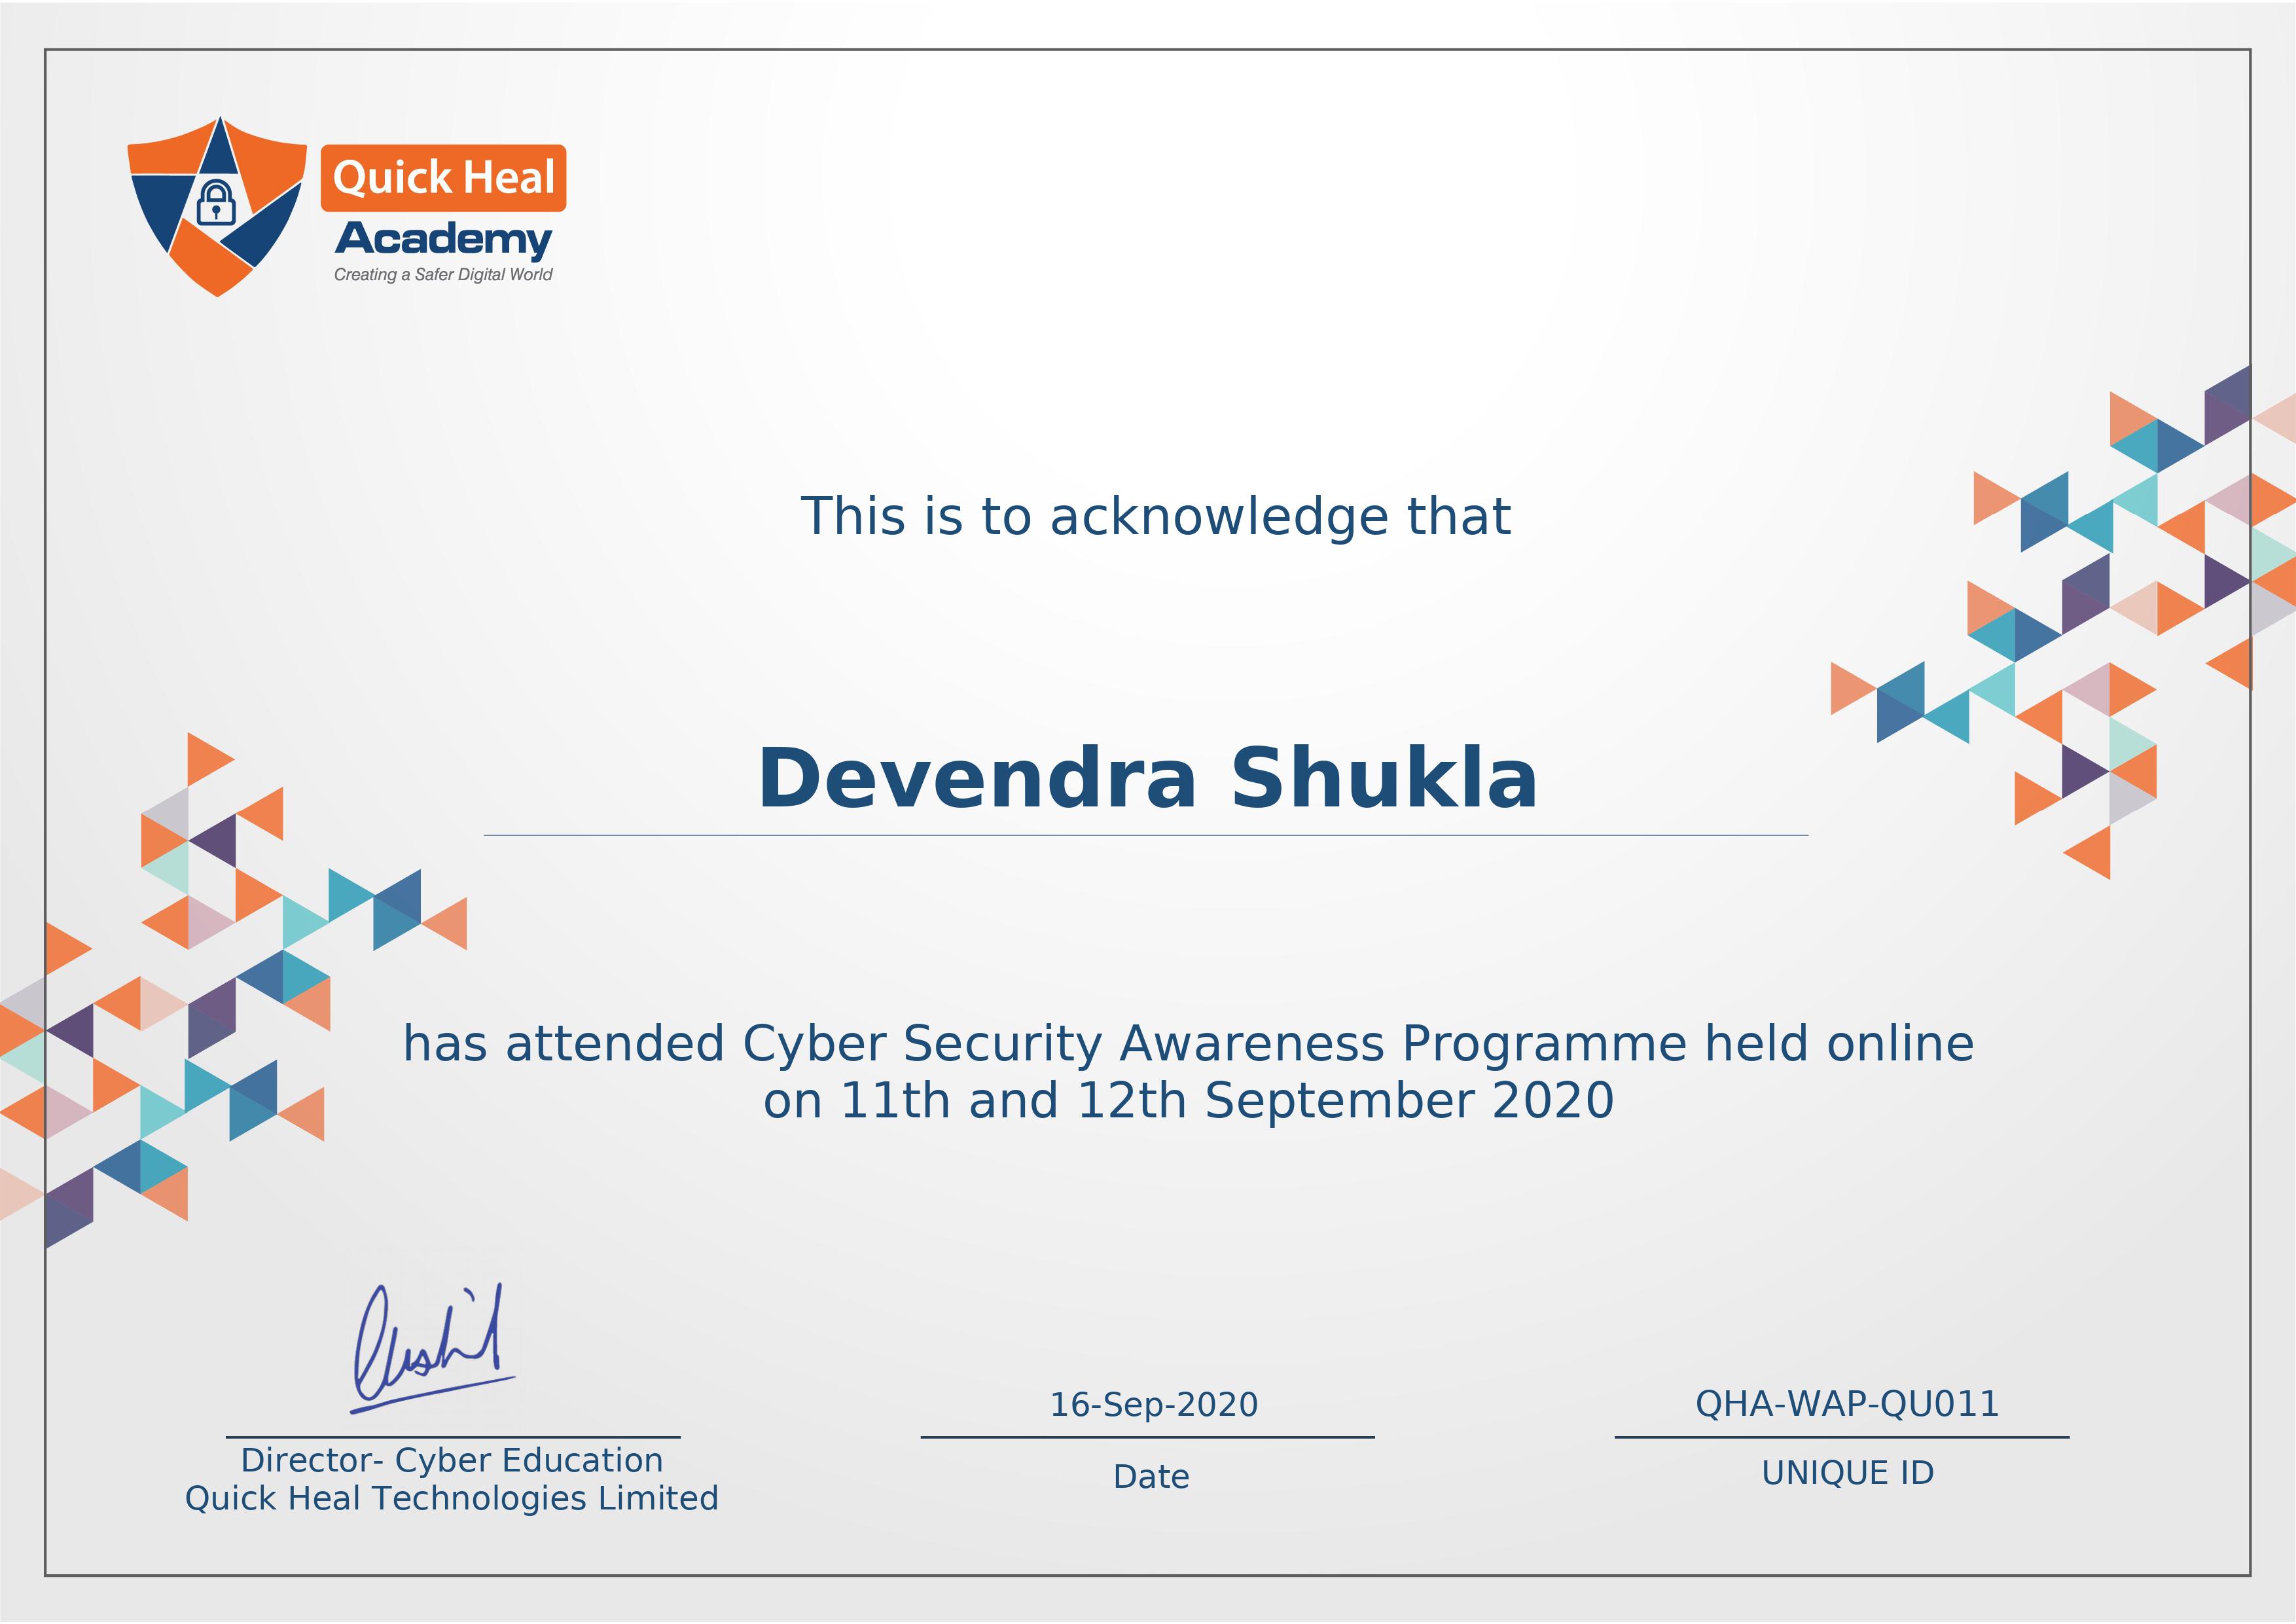 Quick Heal
Academy
Creating a Safer Digital World
This is to acknowledge that
Devendra Shukla
has attended Cyber Security Awareness Programme held online
on 11th and 12th September 2020
16-Sep-2020
QHA-WAP-QU011
Director- Cyber Education
Quick Heal Technologies Limited
Date
UNIQUE ID